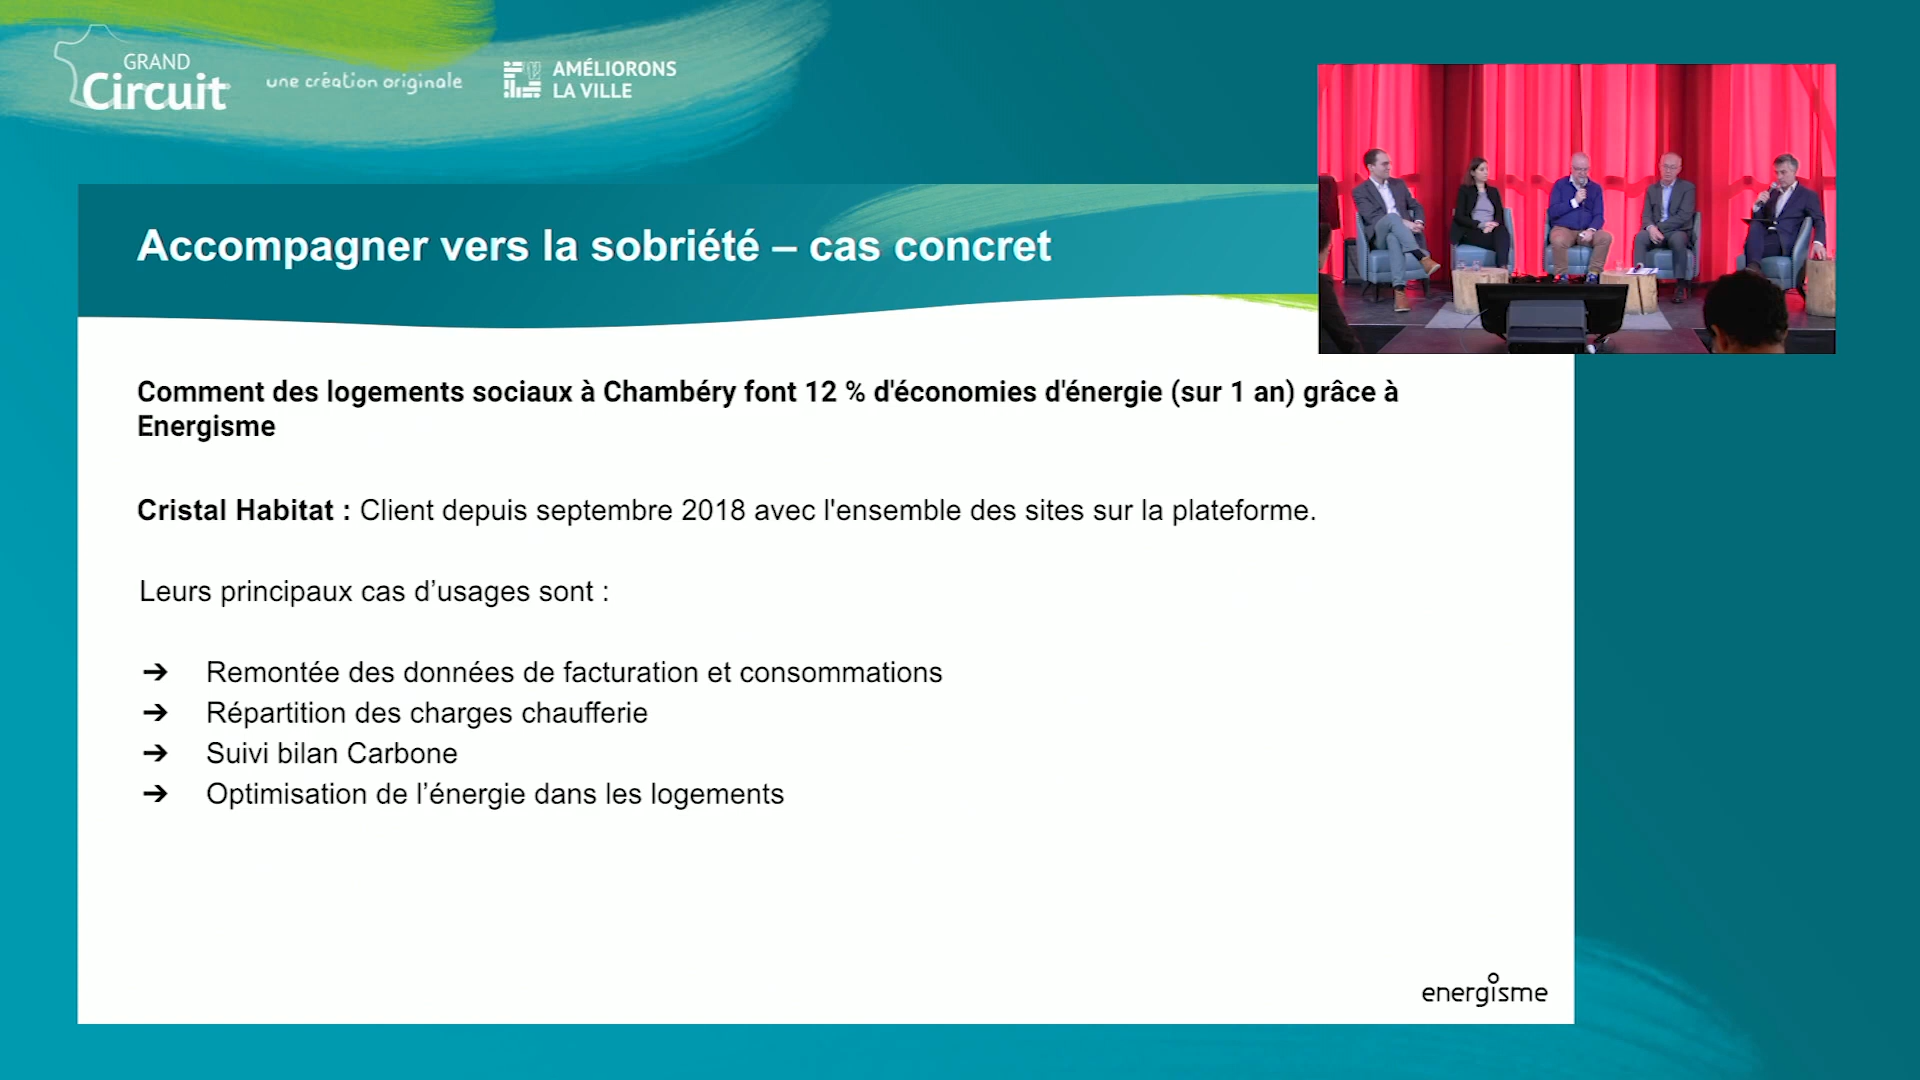 GRAND
Circuit
une création originale
AMÉLIORONS
LA VILLE
Accompagner vers la sobriété – cas concret
Comment des logements sociaux à Chambéry font 12 % d'économies d'énergie (sur 1 an) grâce à
Energisme
Cristal Habitat : Client depuis septembre 2018 avec l'ensemble des sites sur la plateforme.
Leurs principaux cas d’usages sont :
➔ Remontée des données de facturation et consommations
➔ Répartition des charges chaufferie
➔ Suivi bilan Carbone
➔ Optimisation de l’énergie dans les logements
energisme